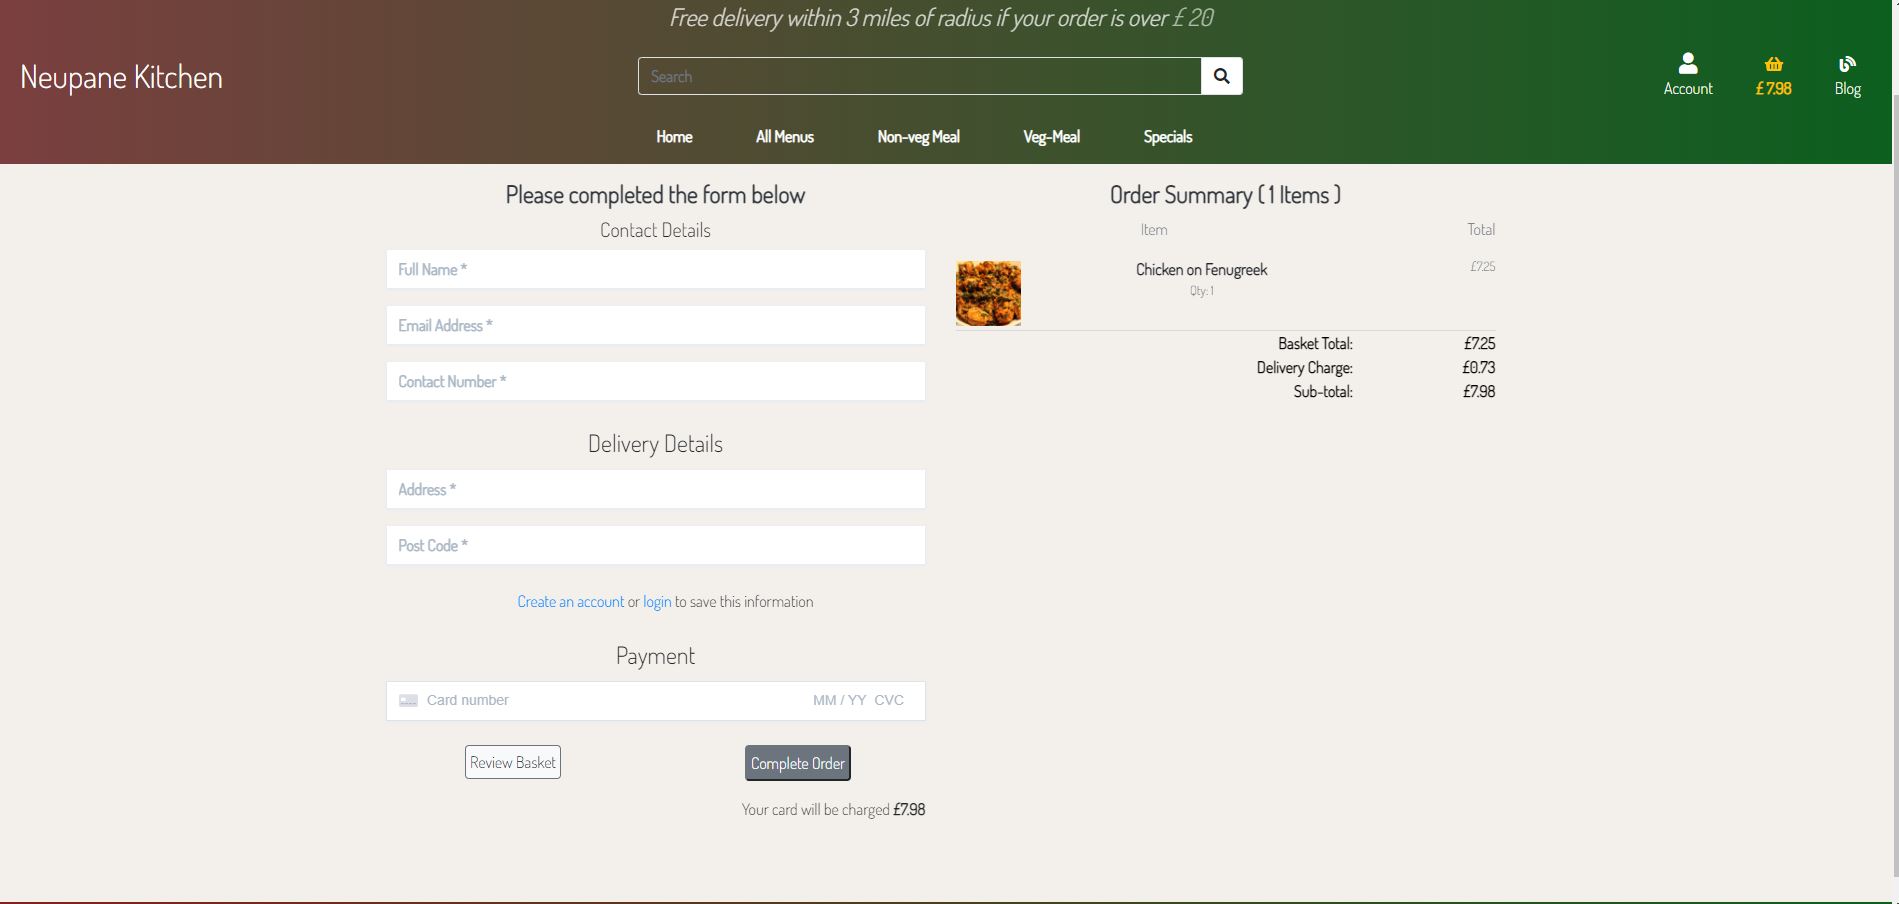 Free delivery within 3 miles of radius if your order is over £ 20
Neupane Kitchen
Search
Account
£ 7.98
Blog
Home
All Menus
Non-veg Meal
Veg-Meal
Specials
Please completed the form below
Contact Details
Full Name *
Email Address *
Contact Number *
Delivery Details
Address *
Post Code *
Create an account or login to save this information
Payment
Card number MM / YY CVC
Review Basket
Complete Order
Your card will be charged £7.98
Order Summary ( 1 Items )
Item Total
Chicken on Fenugreek £7.25
Qty: 1
Basket Total: £7.25
Delivery Charge: £0.73
Sub-total: £7.98